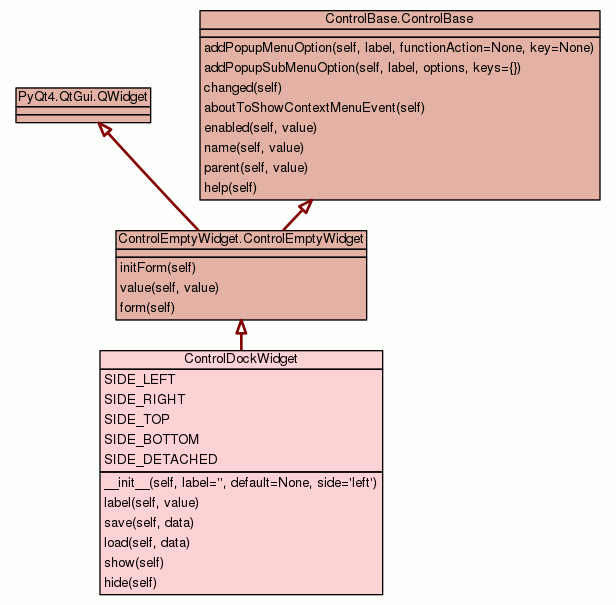 ControlBase.ControlBase
addPopupMenuOption(self, label, functionAction=None, key=None)
addPopupSubMenuOption(self, label, options, keys={})
changed(self)
aboutToShowContextMenuEvent(self)
enabled(self, value)
name(self, value)
parent(self, value)
help(self)
PyQt4.QtGui.QWidget
ControlEmptyWidget.ControlEmptyWidget
initForm(self)
value(self, value)
form(self)
ControlDockWidget
SIDE_LEFT
SIDE_RIGHT
SIDE_TOP
SIDE_BOTTOM
SIDE_DETACHED
__init__(self, label='', default=None, side='left')
label(self, value)
save(self, data)
load(self, data)
show(self)
hide(self)